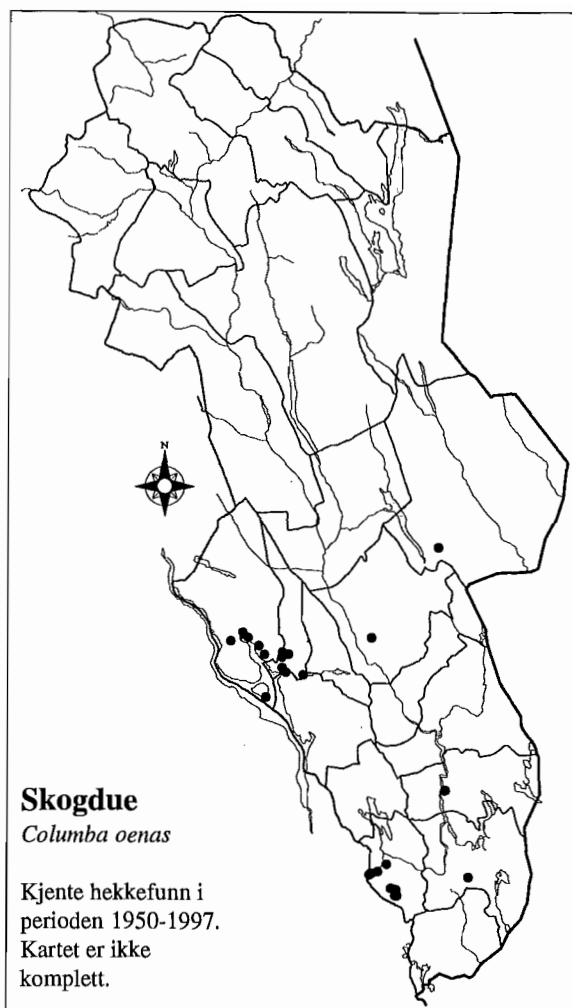 N
Skogdue
Columba oenas
Kjente hekkefunn i
perioden 1950-1997.
Kartet er ikke
komplett.